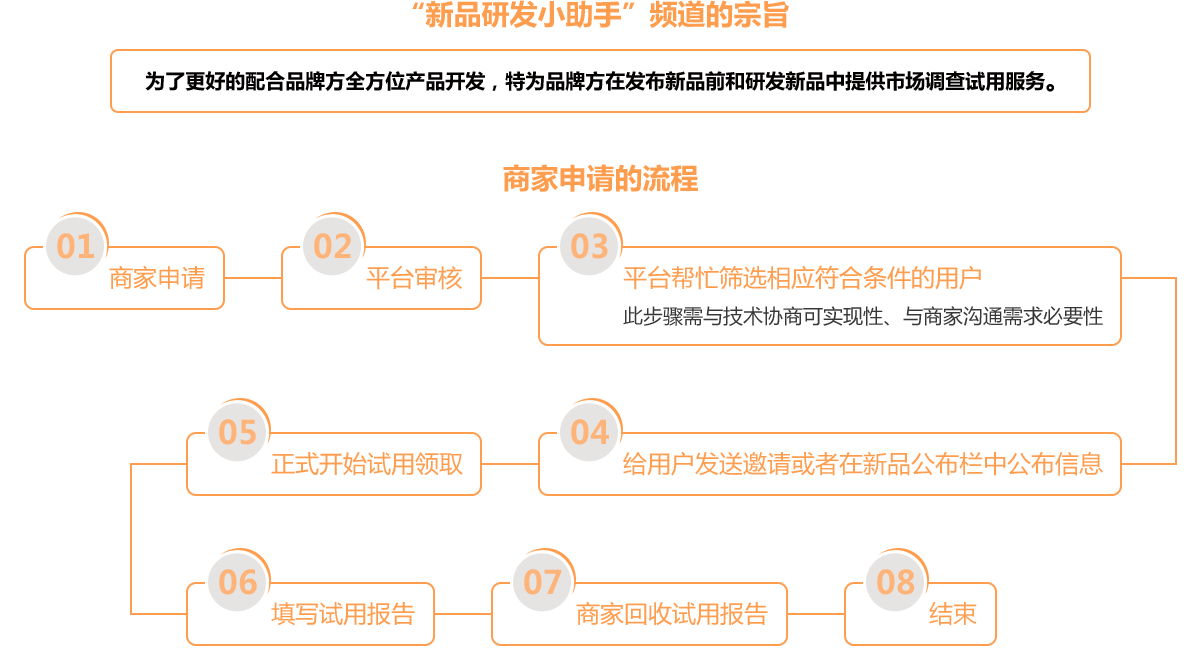 “新品研发小助手”频道的宗旨
为了更好的配合品牌方全方位产品开发，特为品牌方在发布新品前和研发新品中提供市场调查试用服务。
商家申请的流程
01
商家申请
02
平台审核
03
平台帮忙筛选相应符合条件的用户
此步骤需与技术协商可实现性、与商家沟通需求必要性
04
给用户发送邀请或者在新品公布栏中公布信息
05
正式开始试用领取
06
填写试用报告
07
商家回收试用报告
08
结束